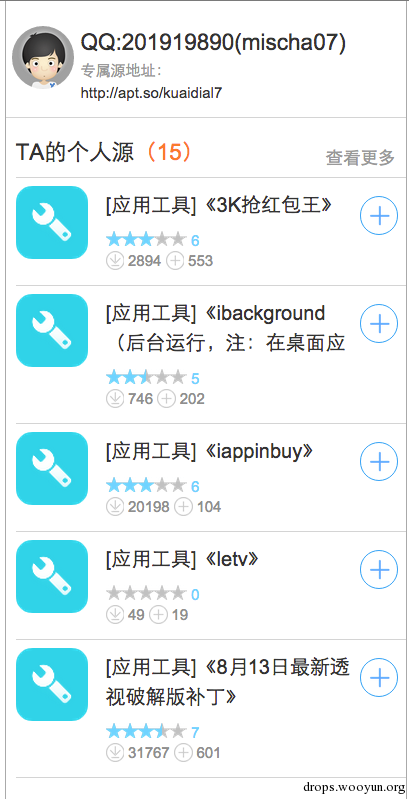 QQ:201919890(mischa07)
专属源地址：
http://apt.so/kuaidial7
TA的个人源（15）
查看更多
[应用工具]《3K抢红包王》
6
2894 553
[应用工具]《ibackground
（后台运行，注：在桌面应
5
746 202
[应用工具]《iappinbuy》
6
20198 104
[应用工具]《letv》
0
49 19
[应用工具]《8月13日最新透
视破解版补丁》
7
31767 601
drops.wooyun.org